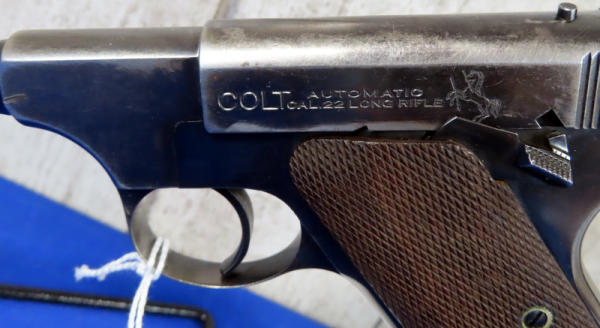 COLT AUTOMATIC
CAL. 22 LONG RIFLE